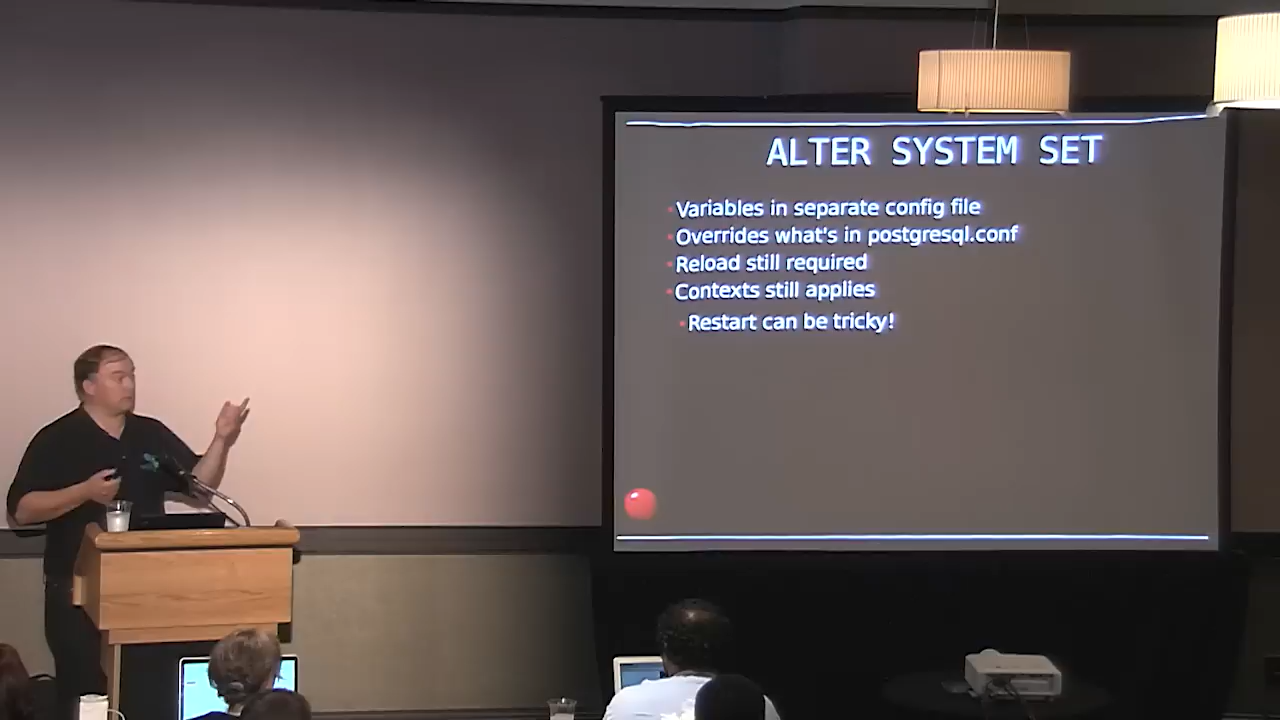 ALTER SYSTEM SET
Variables in separate config file
Overrides what's in postgresql.conf
Reload still required
Contexts still applies
Restart can be tricky!